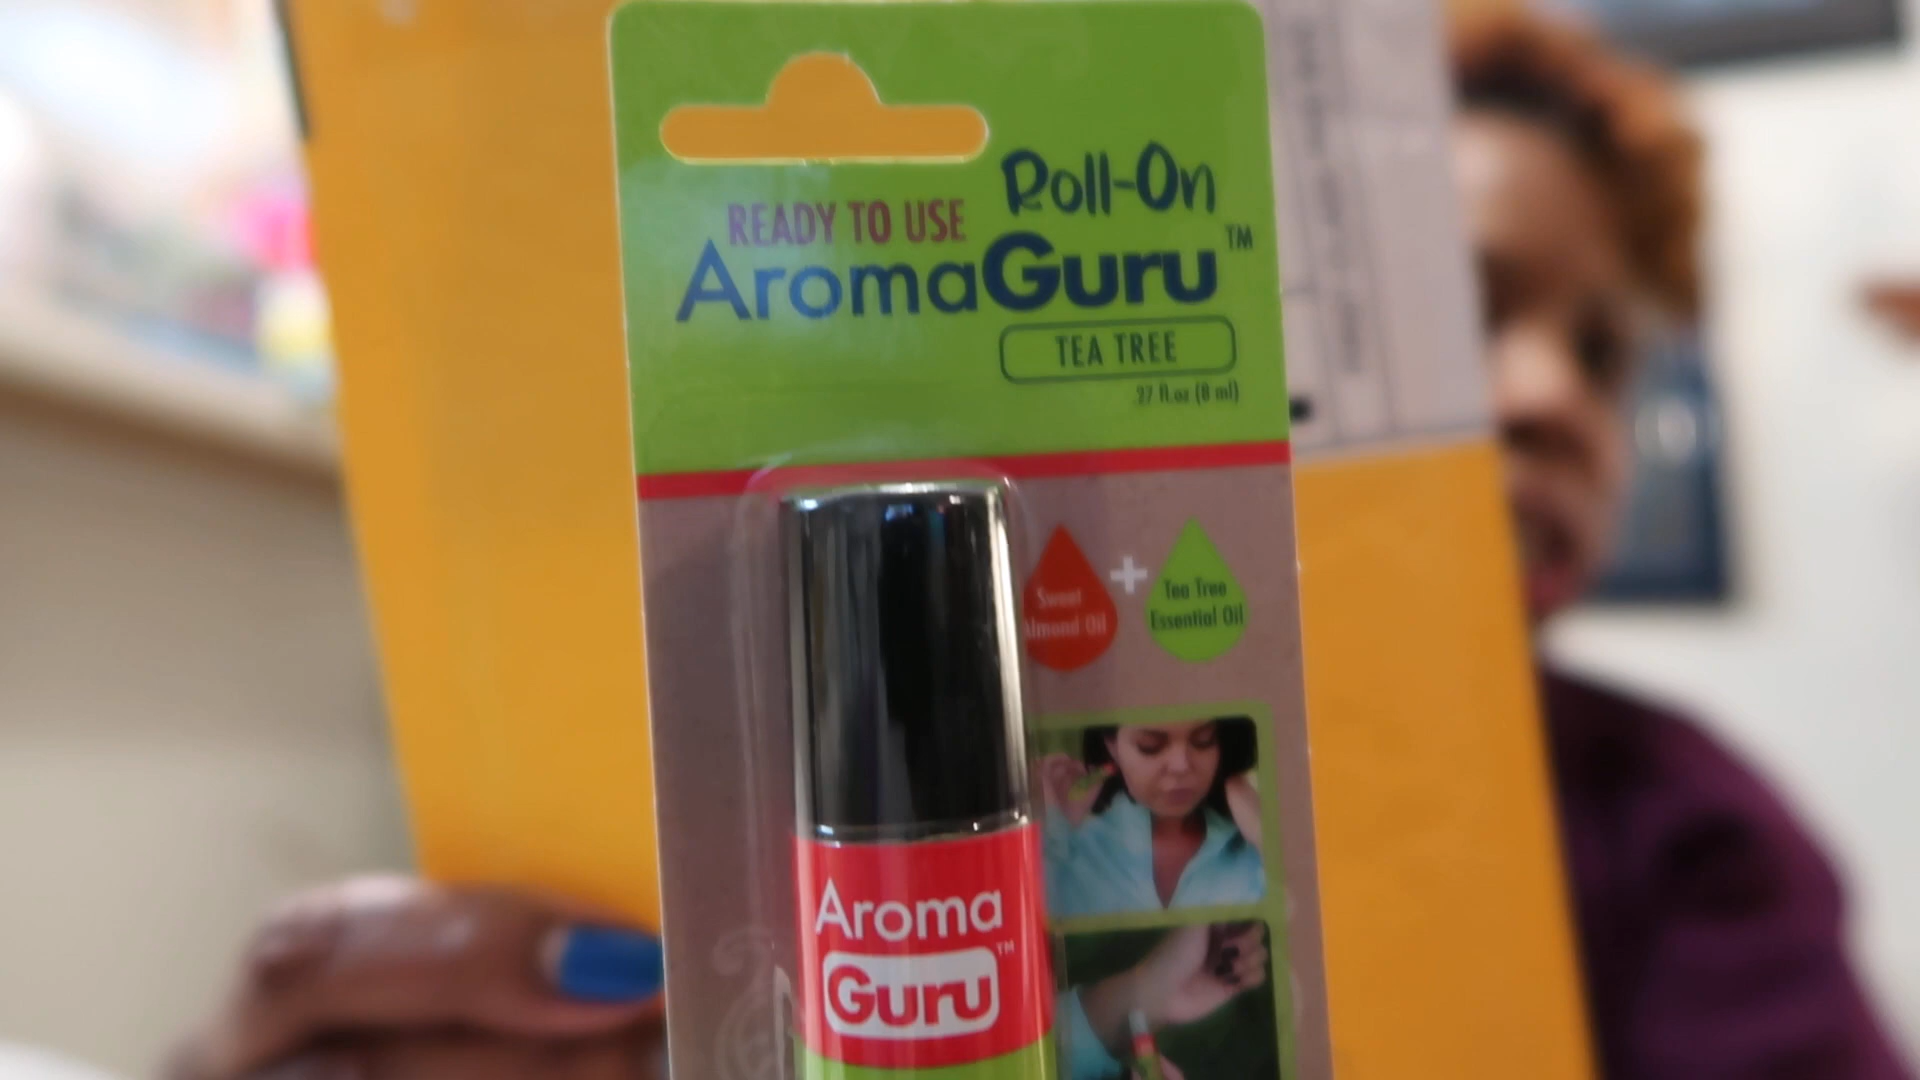 Roll-On
READY TO USE
AromaGuru™
TEA TREE
.27 fl.oz (8 ml)
Sweet
Almond Oil
+
Tea Tree
Essential Oil
Aroma
Guru™